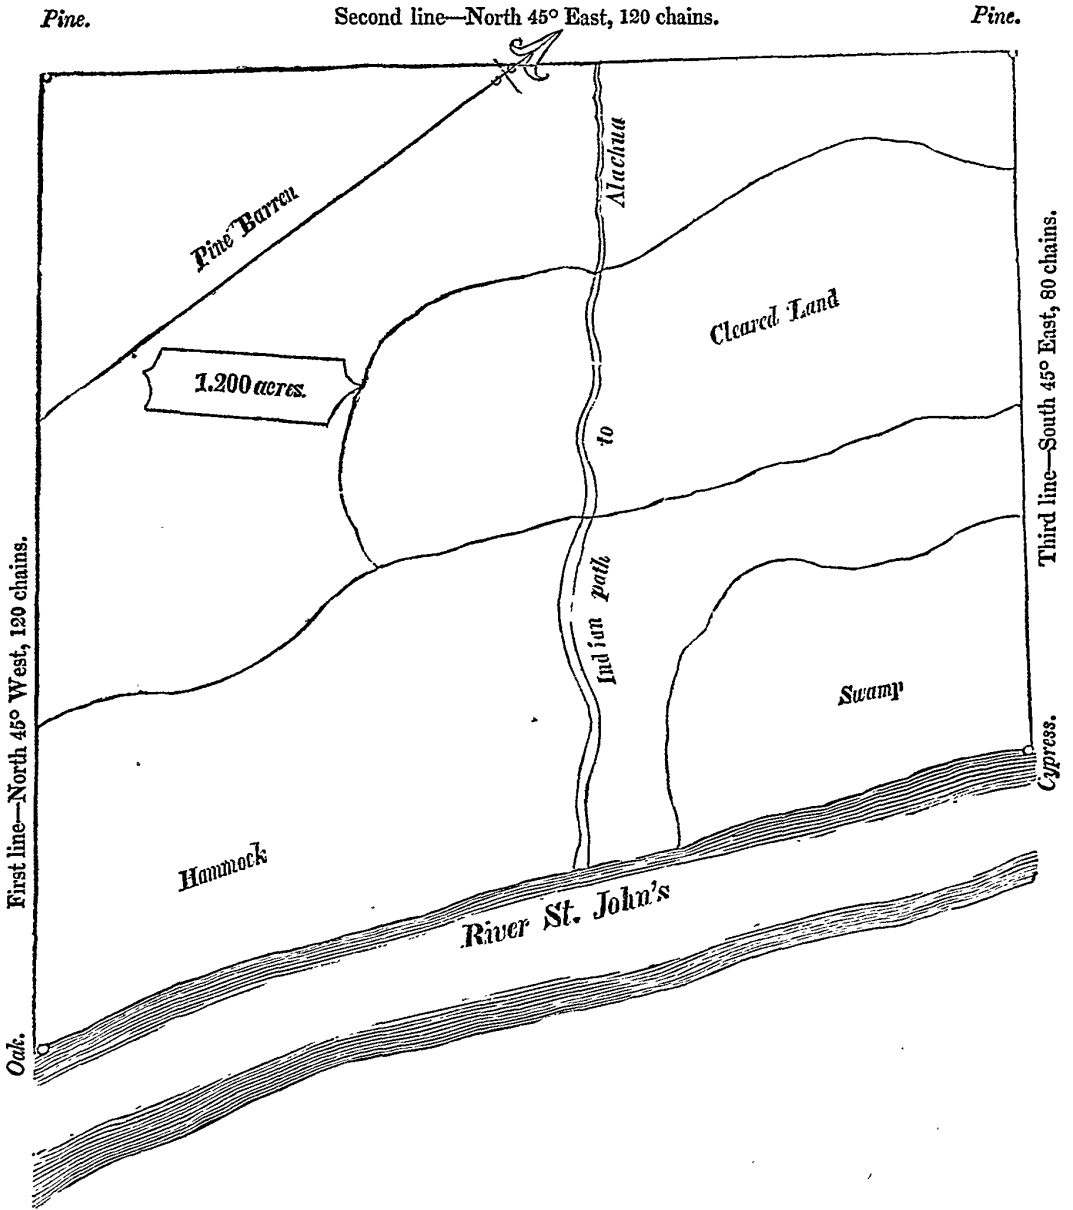 Pine.
Second line—North 45° East, 120 chains.
Pine.
Alachua
Pine Barren
Cleared Land
1.200 acres.
to
Third line—South 45° East, 80 chains.
First line—North 45° West, 120 chains.
Indian path
Swamp
Cypress.
Hammock
River St. John's
Oak.